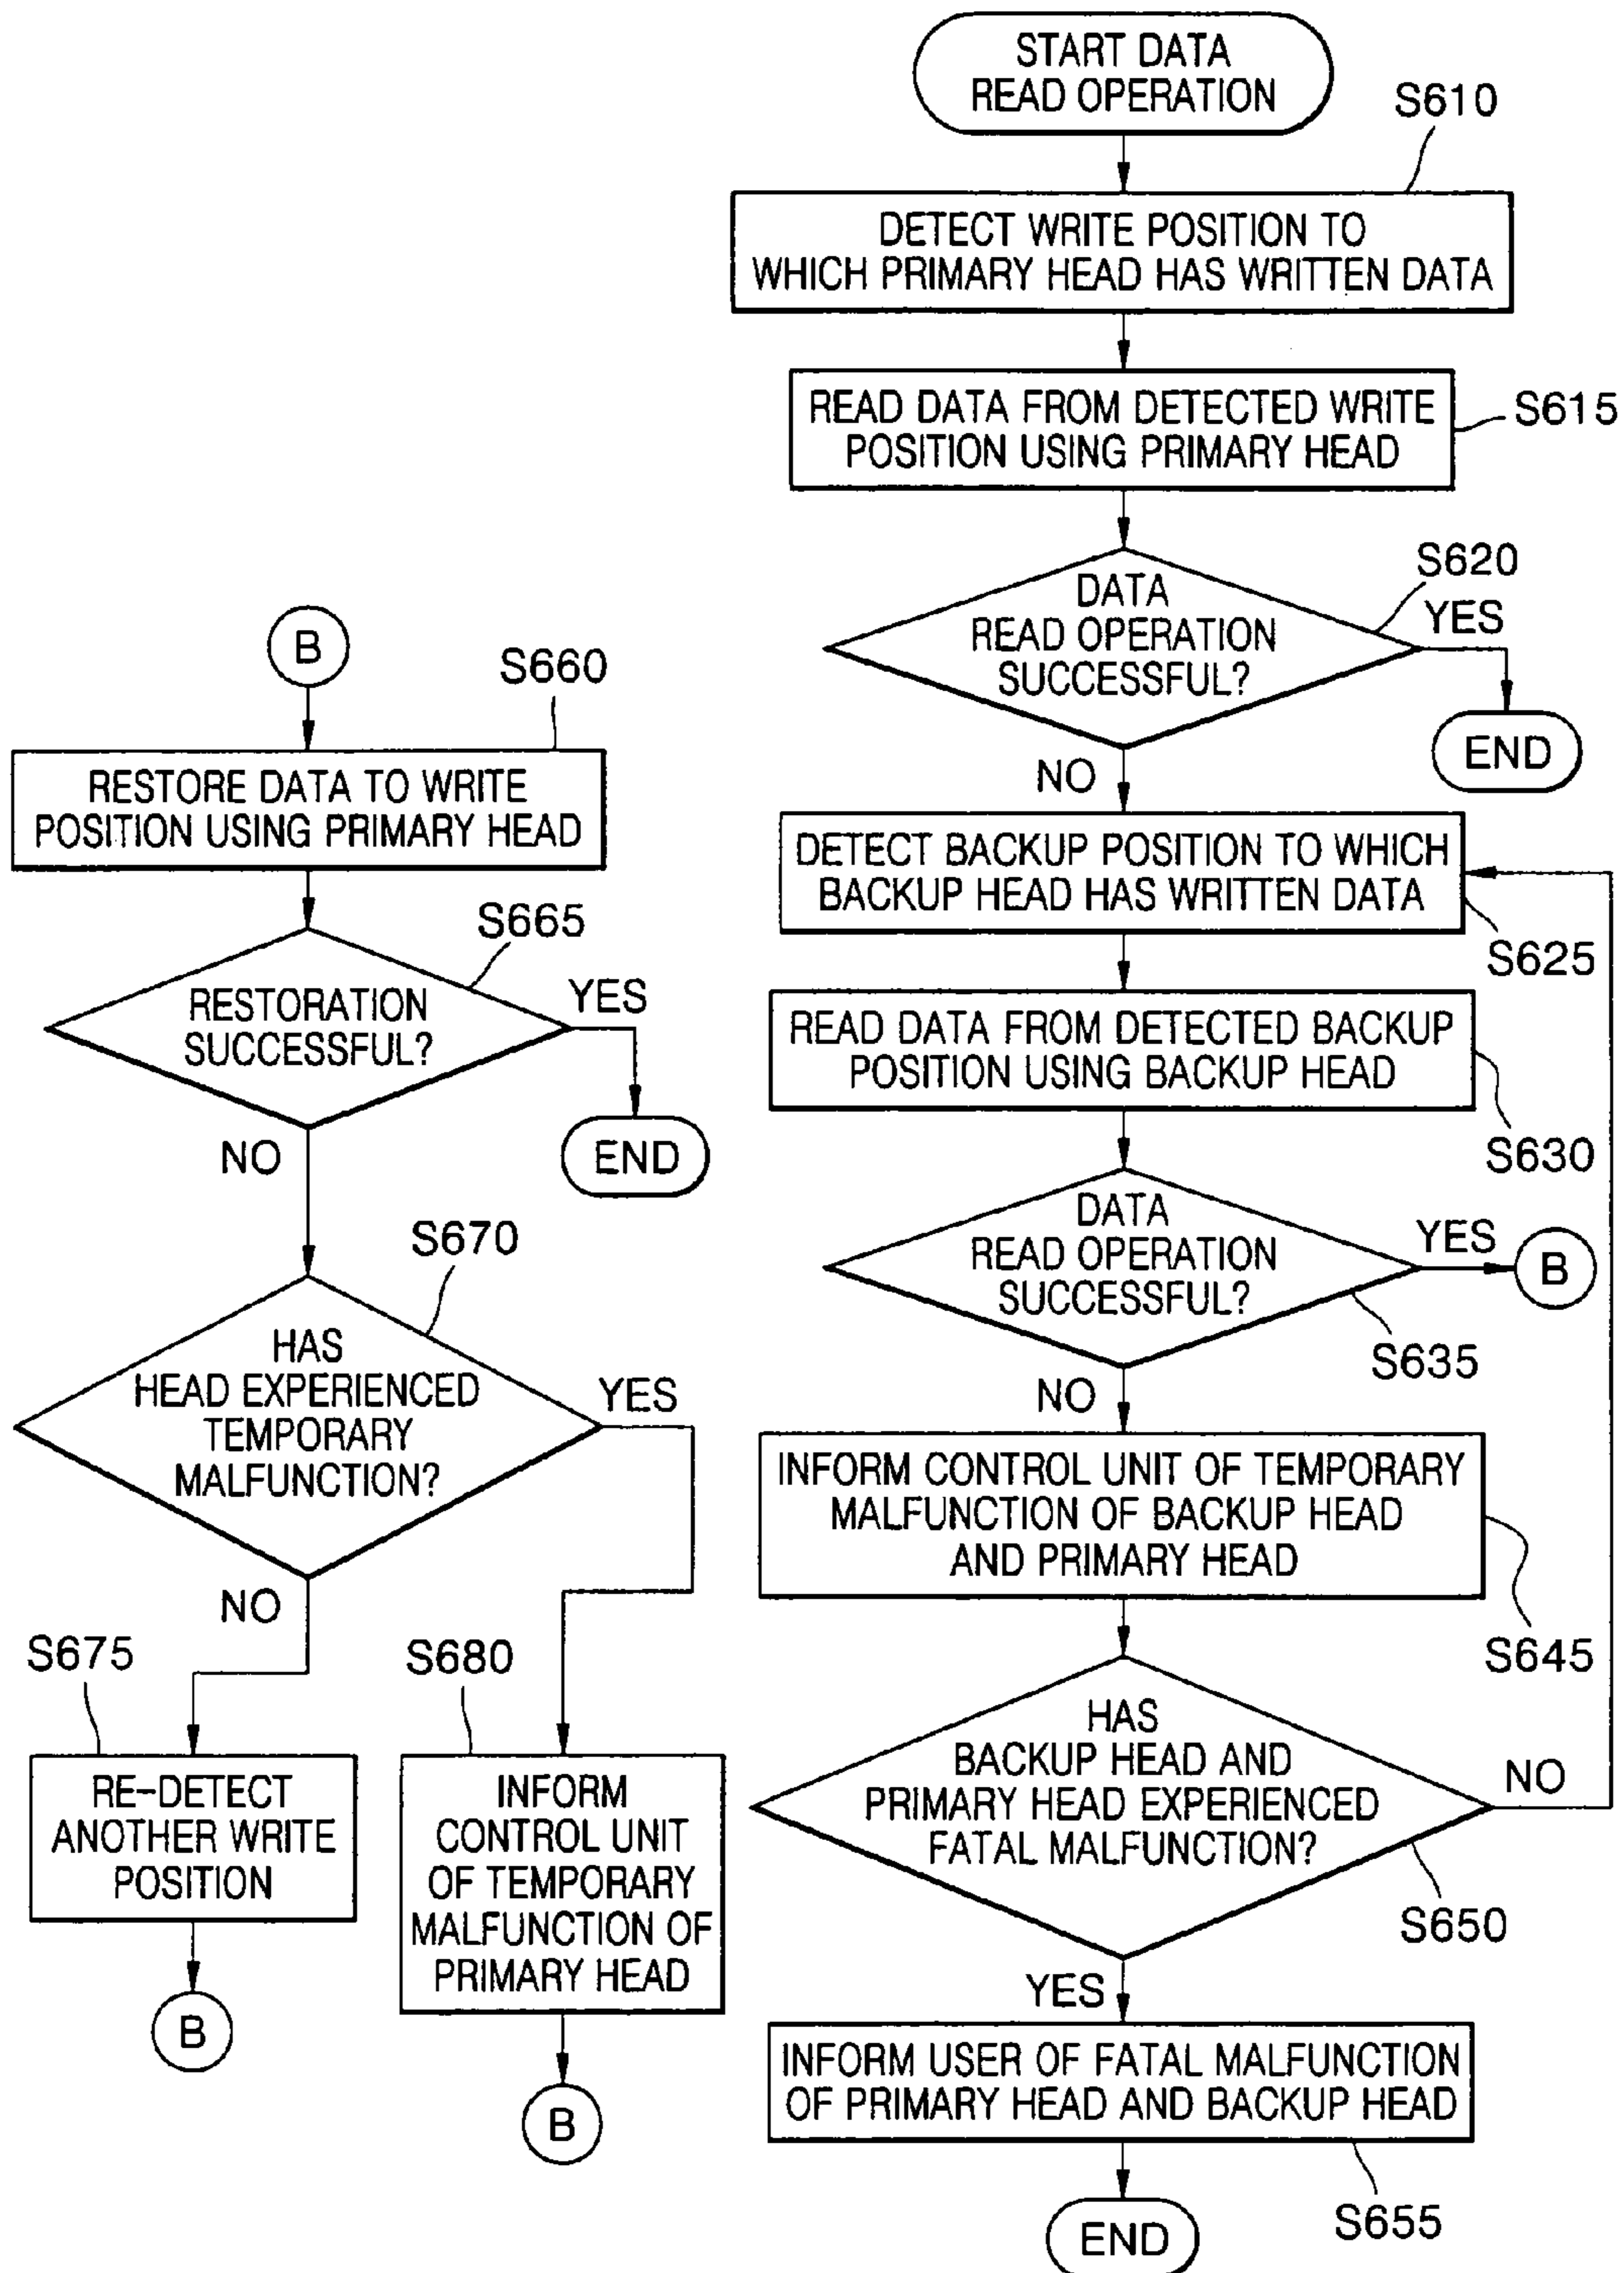 START DATA
READ OPERATION
S610
DETECT WRITE POSITION TO
WHICH PRIMARY HEAD HAS WRITTEN DATA
READ DATA FROM DETECTED WRITE
POSITION USING PRIMARY HEAD
S615
DATA
READ OPERATION
SUCCESSFUL?
S620
YES
END
NO
DETECT BACKUP POSITION TO WHICH
BACKUP HEAD HAS WRITTEN DATA
S625
READ DATA FROM DETECTED BACKUP
POSITION USING BACKUP HEAD
S630
DATA
READ OPERATION
SUCCESSFUL?
YES
B
S635
NO
INFORM CONTROL UNIT OF TEMPORARY
MALFUNCTION OF BACKUP HEAD
AND PRIMARY HEAD
S645
HAS
BACKUP HEAD AND
PRIMARY HEAD EXPERIENCED
FATAL MALFUNCTION?
NO
S650
YES
INFORM USER OF FATAL MALFUNCTION
OF PRIMARY HEAD AND BACKUP HEAD
S655
END
B
S660
RESTORE DATA TO WRITE
POSITION USING PRIMARY HEAD
S665
RESTORATION
SUCCESSFUL?
YES
END
NO
S670
HAS
HEAD EXPERIENCED
TEMPORARY
MALFUNCTION?
YES
NO
S675
RE-DETECT
ANOTHER WRITE
POSITION
B
S680
INFORM
CONTROL UNIT
OF TEMPORARY
MALFUNCTION OF
PRIMARY HEAD
B